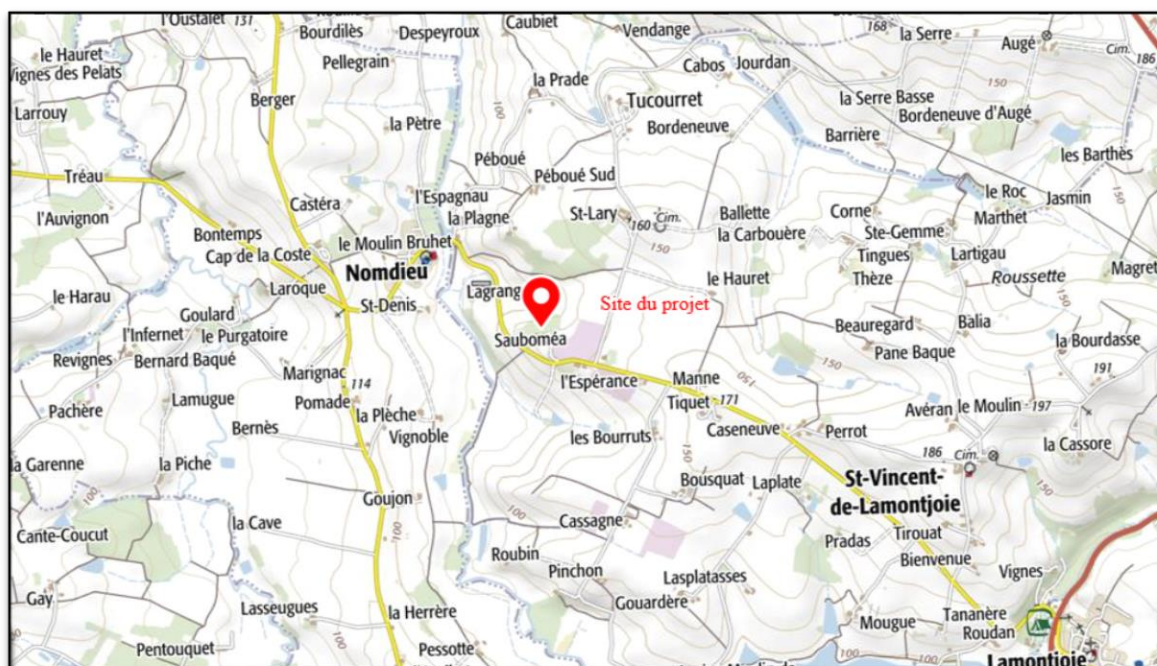 l'Oustalet
131
Bourdilès
Despeyroux
Caubiet
Vendange
168
la Serre
Augé
Cim.
186
le Hauret
Vignes des Pelats
Pellegrain
la Prade
Cabos
Jourdan
150
Larrouy
Berger
100
Tucourret
la Serre Basse
Bordeneuve d'Augé
la Pètre
Bordeneuve
Barrière
les Barthès
Péboué
Tréau
l'Espagnau
Péboué Sud
le Roc
Jasmin
l'Auvignon
Castéra
la Plagne
St-Lary
160
Cim.
150
Ballette
Corne
Marthet
Bontemps
le Moulin Bruhet
la Carbouère
Ste-Gemme
Cap de la Coste
Nomdieu
Tingues
Lartigau
Magret
Laroque
Lagrang
le Hauret
Thèze
Roussette
le Harau
St-Denis
Site du projet
Goulard
l'Infernet
le Purgatoire
Sauboméa
Beauregard
Bàlia
la Bourdasse
Revignes
Bernard Baqué
Pane Baque
Marignac
114
l'Espérance
Manne
150
191
Pachère
Lamugue
Pomade
la Plèche
Tiquet
171
Avéran
le Moulin
197
Bernès
Vignoble
les Bourruts
Caseneuve
Perrot
la Cassore
la Garenne
la Piche
150
186
Cim.
100
Goujon
Bousquat
Laplate
St-Vincent-
de-Lamontjoie
150
la Cave
100
Cassagne
Cante-Coucut
Pradas
Tirouat
Roubin
Bienvenue
Vignes
Pinchon
Lasplatasses
Gay
Lasseugues
la Herrère
Gouardère
Tananère
Mougue
Roudan
Pentouquet
100
Pessotte
Lamontjoie